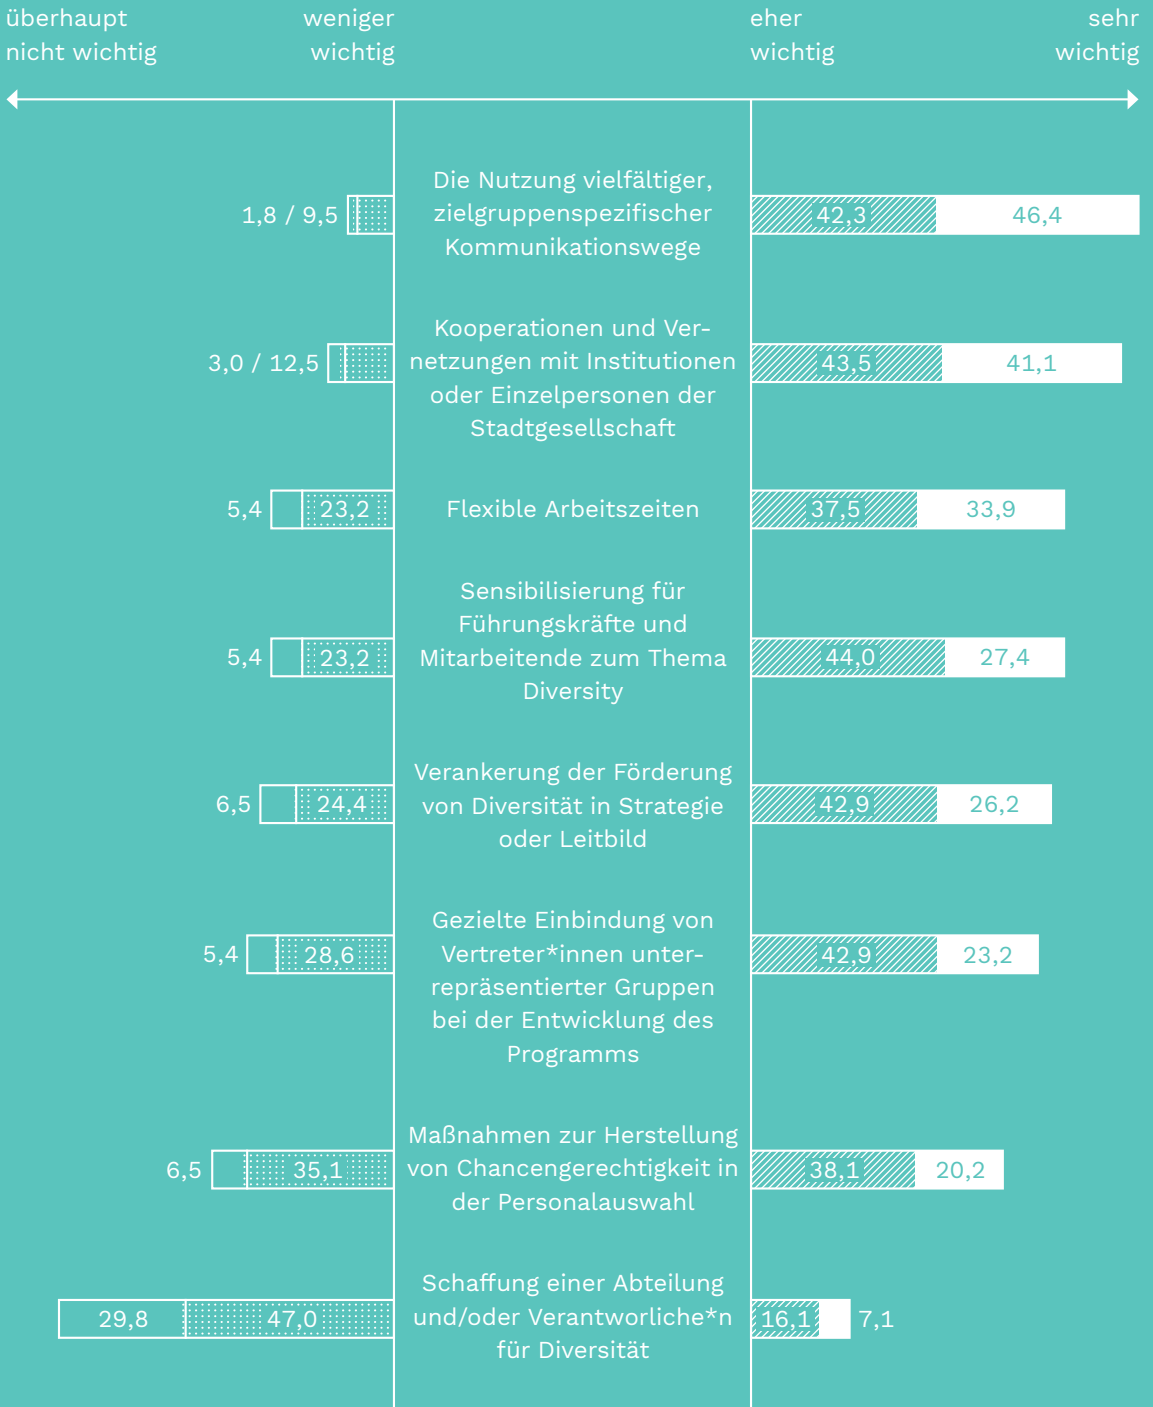 überhaupt
nicht wichtig
weniger
wichtig
eher
wichtig
sehr
wichtig
Die Nutzung vielfältiger,
zielgruppenspezifischer
Kommunikationswege
1,8 / 9,5
42,3
46,4
Kooperationen und Ver-
netzungen mit Institutionen
oder Einzelpersonen der
Stadtgesellschaft
3,0 / 12,5
43,5
41,1
5,4
23,2
Flexible Arbeitszeiten
37,5
33,9
Sensibilisierung für
Führungskräfte und
Mitarbeitende zum Thema
Diversity
5,4
23,2
44,0
27,4
Verankerung der Förderung
von Diversität in Strategie
oder Leitbild
6,5
24,4
42,9
26,2
Gezielte Einbindung von
Vertreter*innen unter-
repräsentierter Gruppen
bei der Entwicklung des
Programms
5,4
28,6
42,9
23,2
Maßnahmen zur Herstellung
von Chancengerechtigkeit in
der Personalauswahl
6,5
35,1
38,1
20,2
Schaffung einer Abteilung
und/oder Verantworliche*n
für Diversität
29,8
47,0
16,1
7,1